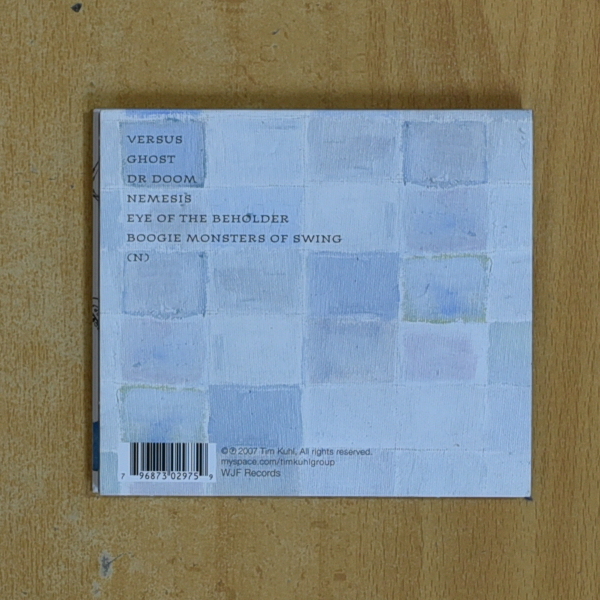 VERSUS
GHOST
DR DOOM
NEMESIS
EYE OF THE BEHOLDER
BOOGIE MONSTERS OF SWING
(N)
©℗2007 Tim Kuhl, All rights reserved.
myspace.com/timkuhlgroup
WJF Records
7 96873 02975 9